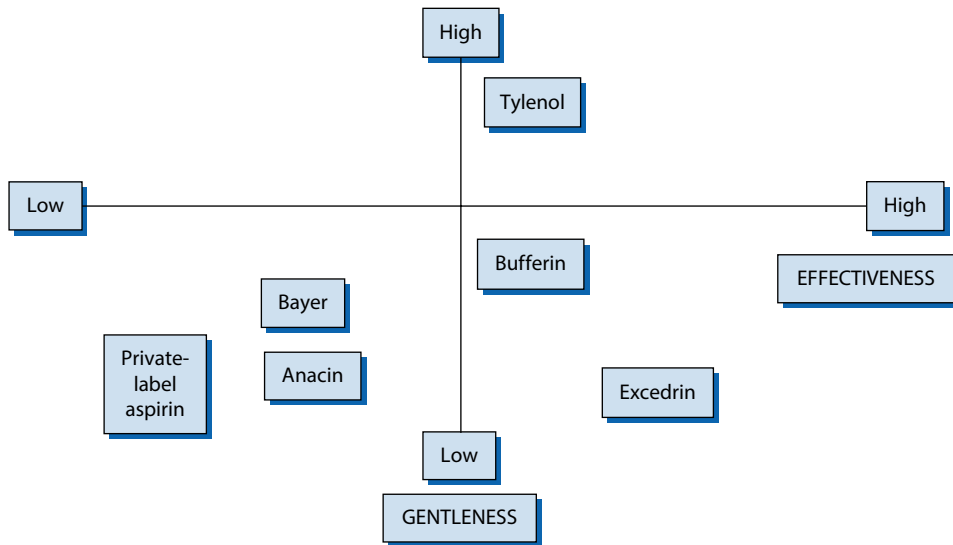 High
Tylenol
Low
High
Bufferin
EFFECTIVENESS
Bayer
Private-
label
aspirin
Anacin
Excedrin
Low
GENTLENESS